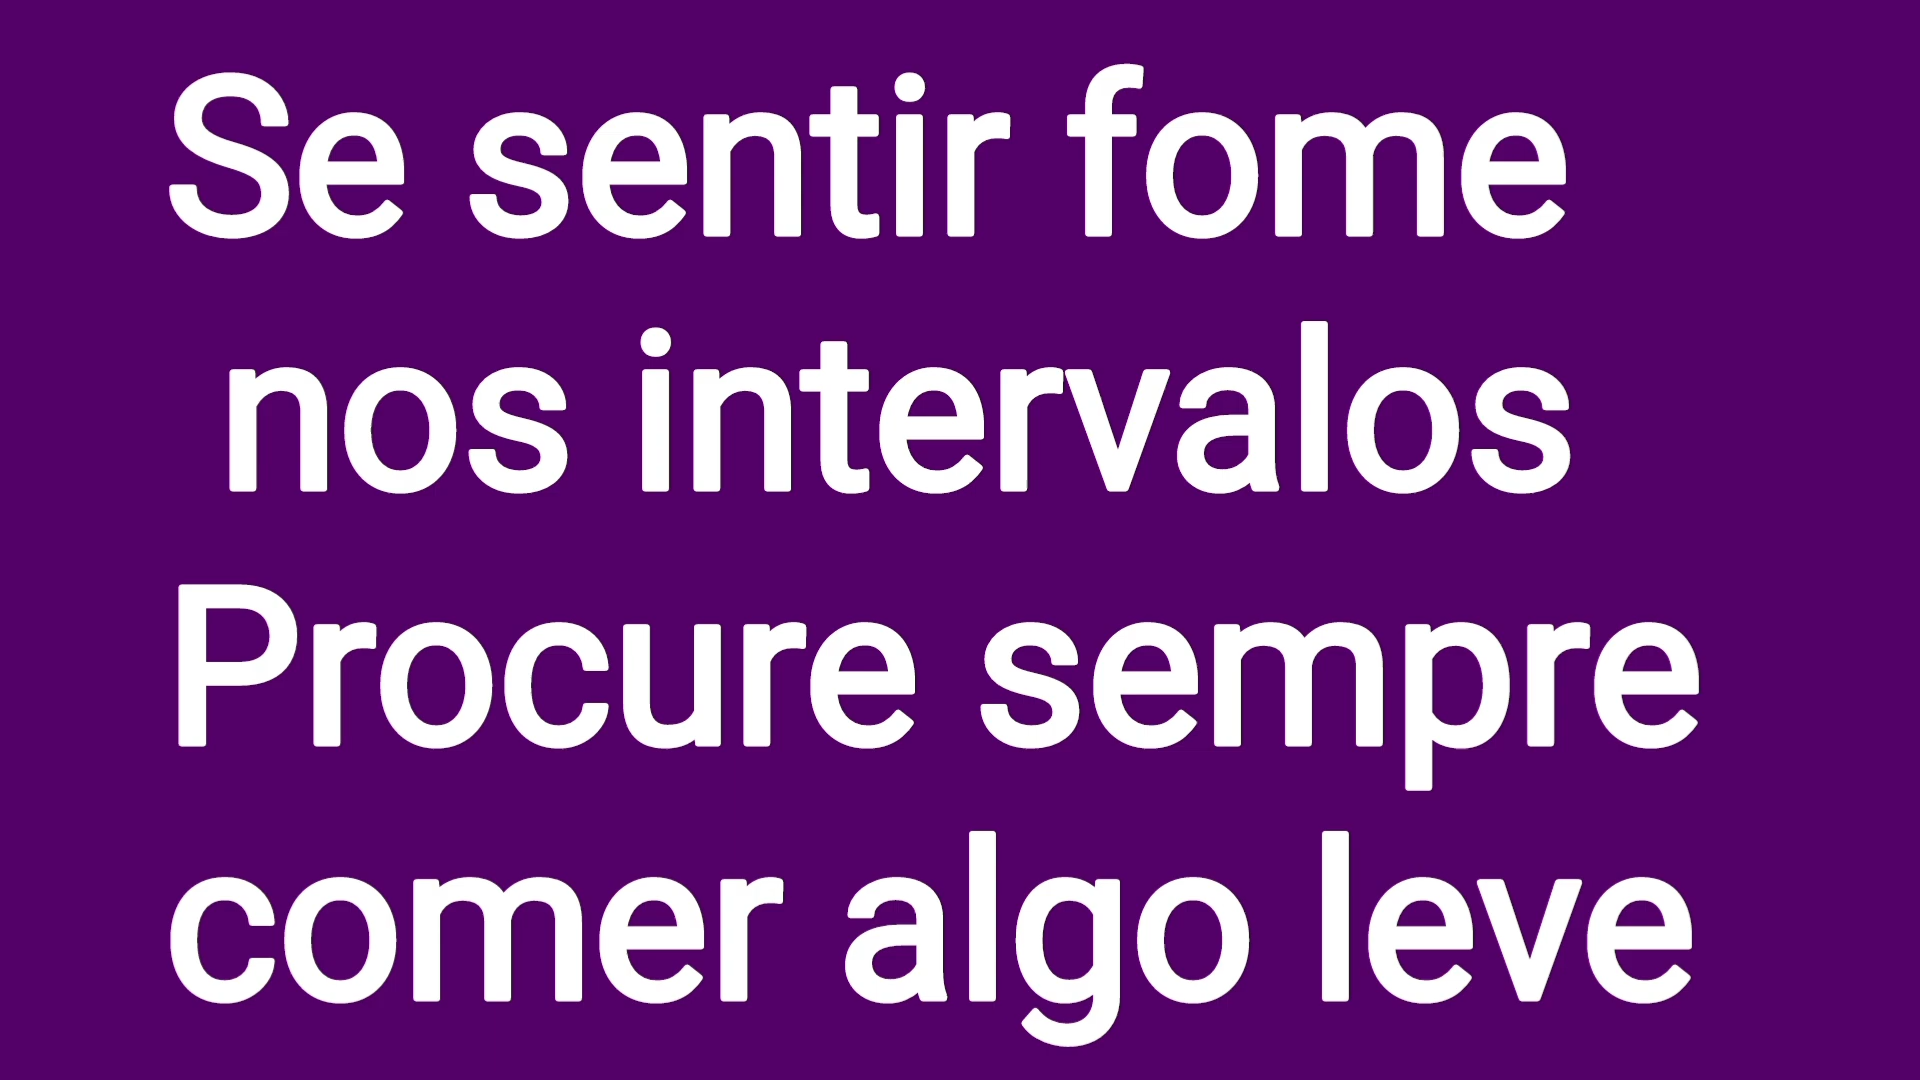 Se sentir fome
nos intervalos
Procure sempre
comer algo leve